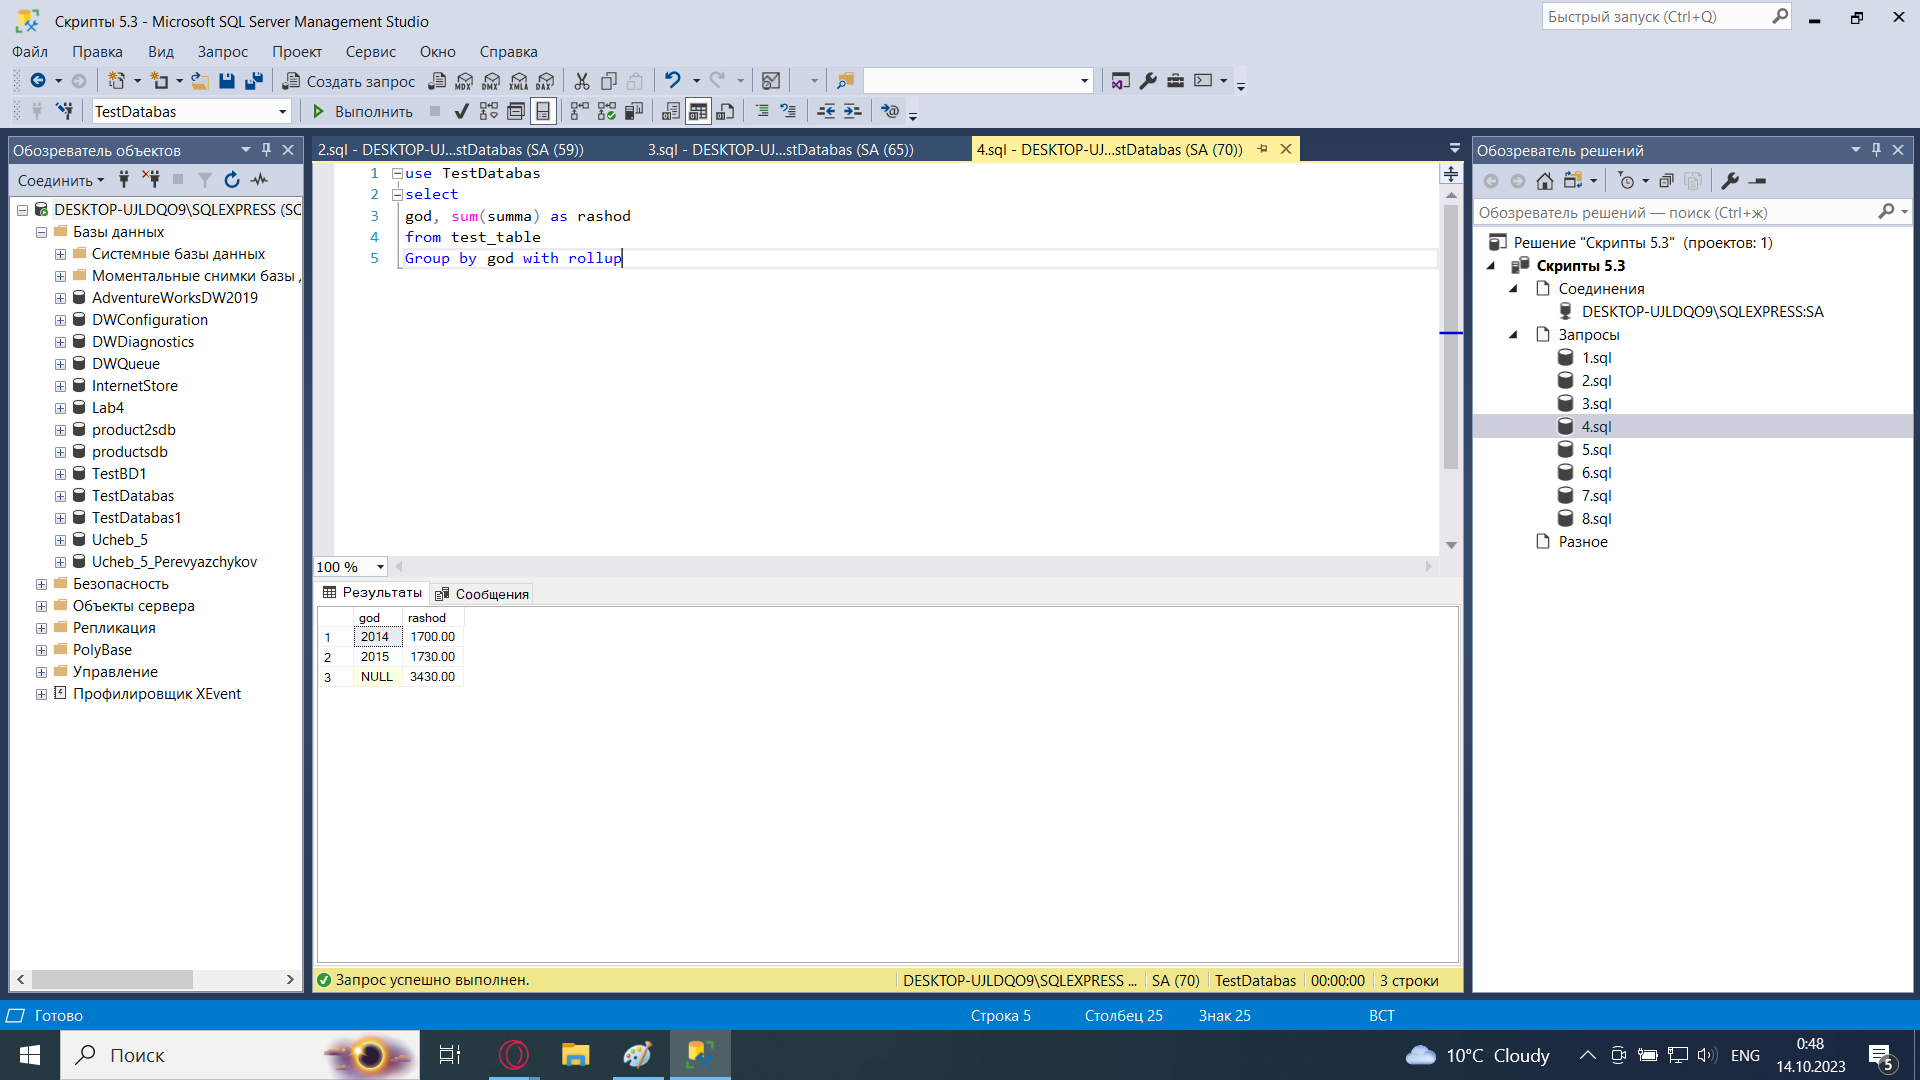 Скрипты 5.3 - Microsoft SQL Server Management Studio
Быстрый запуск (Ctrl+Q)
Файл Правка Вид Запрос Проект Сервис Окно Справка
Создать запрос MDX DMX XMLA DAX
TestDatabas Выполнить
Обозреватель объектов
Соединить
DESKTOP-UJLDQO9\SQLEXPRESS (SC
Базы данных
Системные базы данных
Моментальные снимки базы
AdventureWorksDW2019
DWConfiguration
DWDiagnostics
DWQueue
InternetStore
Lab4
product2sdb
productsdb
TestBD1
TestDatabas
TestDatabas1
Ucheb_5
Ucheb_5_Perevyazchykov
Безопасность
Объекты сервера
Репликация
PolyBase
Управление
Профилировщик XEvent
2.sql - DESKTOP-UJ...stDatabas (SA (59)) 3.sql - DESKTOP-UJ...stDatabas (SA (65)) 4.sql - DESKTOP-UJ...stDatabas (SA (70))
1 use TestDatabas
2 select
3 god, sum(summa) as rashod
4 from test_table
5 Group by god with rollup
100 %
Результаты Сообщения
god rashod
1 2014 1700.00
2 2015 1730.00
3 NULL 3430.00
Запрос успешно выполнен. DESKTOP-UJLDQO9\SQLEXPRESS ... SA (70) TestDatabas 00:00:00 3 строки
Обозреватель решений
Обозреватель решений — поиск (Ctrl+ж)
Решение "Скрипты 5.3" (проектов: 1)
Скрипты 5.3
Соединения
DESKTOP-UJLDQO9\SQLEXPRESS:SA
Запросы
1.sql
2.sql
3.sql
4.sql
5.sql
6.sql
7.sql
8.sql
Разное
Готово Строка 5 Столбец 25 Знак 25 ВСТ
Поиск
10°C Cloudy ENG 0:48
14.10.2023 5